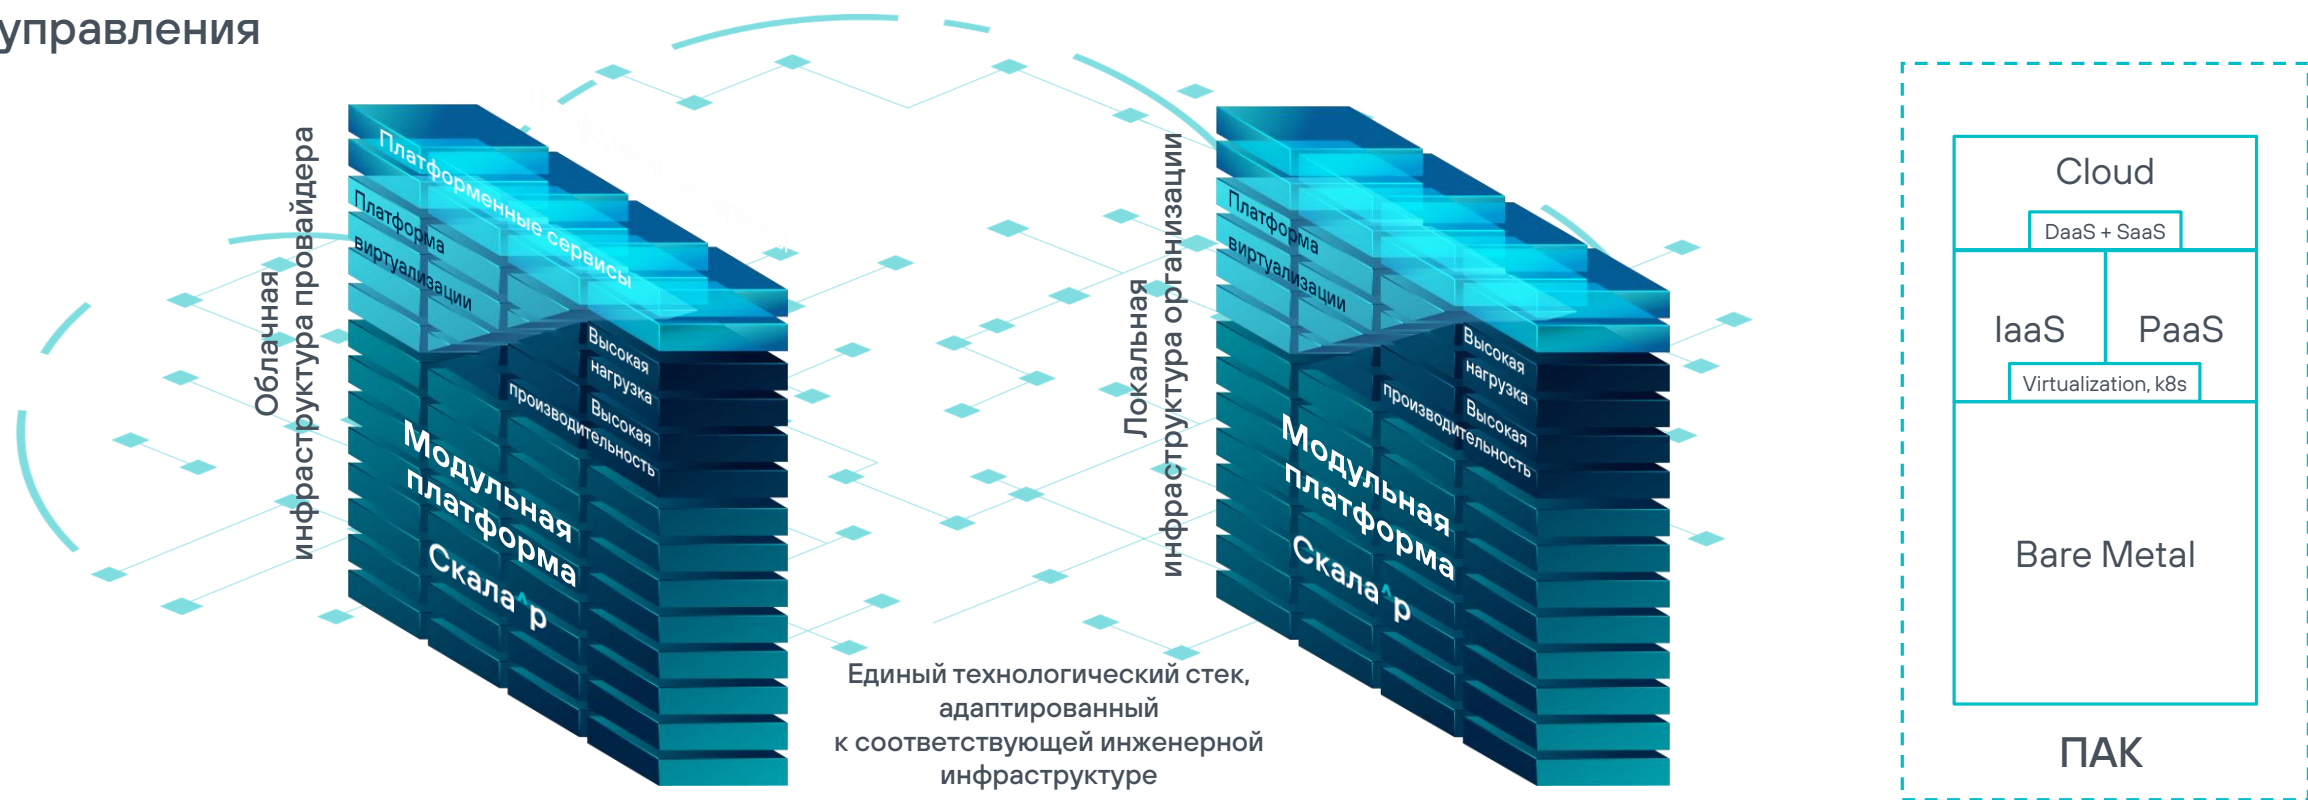 управления
Облачная
инфраструктура провайдера
Платформенные сервисы
Платформа
виртуализации
Высокая
нагрузка
Высокая
производительность
Модульная
платформа
Скала^р
Единый технологический стек,
адаптированный
к соответствующей инженерной
инфраструктуре
Локальная
инфраструктура организации
Платформа
виртуализации
Высокая
нагрузка
Высокая
производительность
Модульная
платформа
Скала^р
Cloud
DaaS + SaaS
IaaS
PaaS
Virtualization, k8s
Bare Metal
ПАК